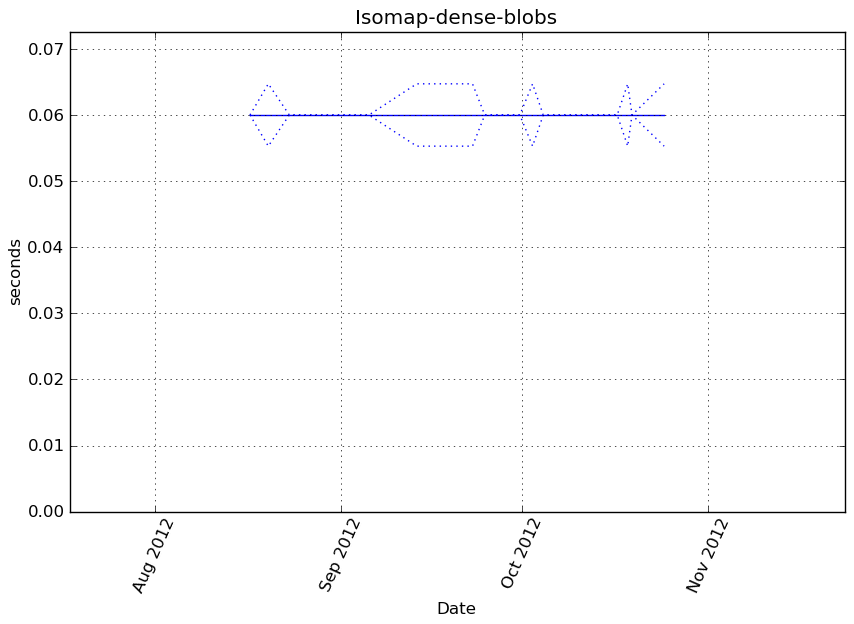 Isomap-dense-blobs
0.07
0.06
0.05
0.04
0.03
0.02
0.01
0.00
seconds
Aug 2012
Sep 2012
Oct 2012
Nov 2012
Date